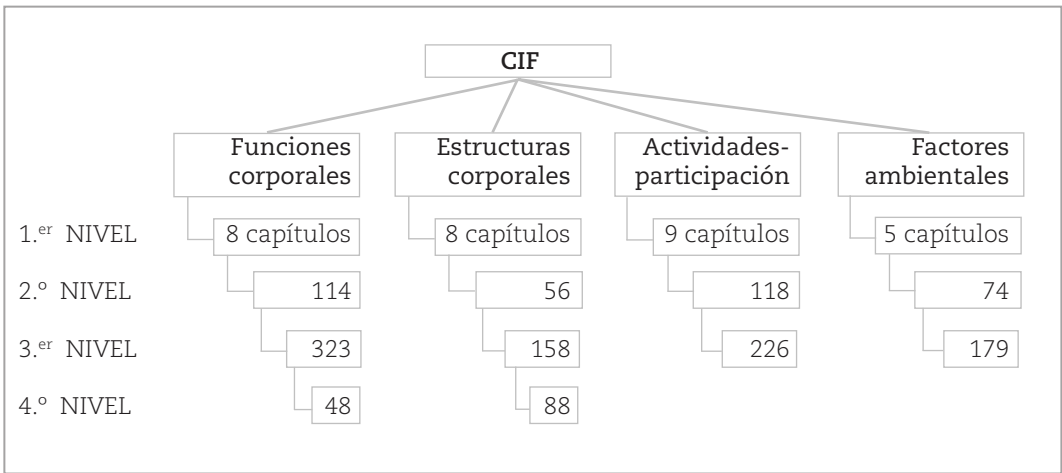 CIF
Funciones corporales
Estructuras corporales
Actividades-participación
Factores ambientales
1.er NIVEL 8 capítulos 8 capítulos 9 capítulos 5 capítulos
2.º NIVEL 114 56 118 74
3.er NIVEL 323 158 226 179
4.º NIVEL 48 88